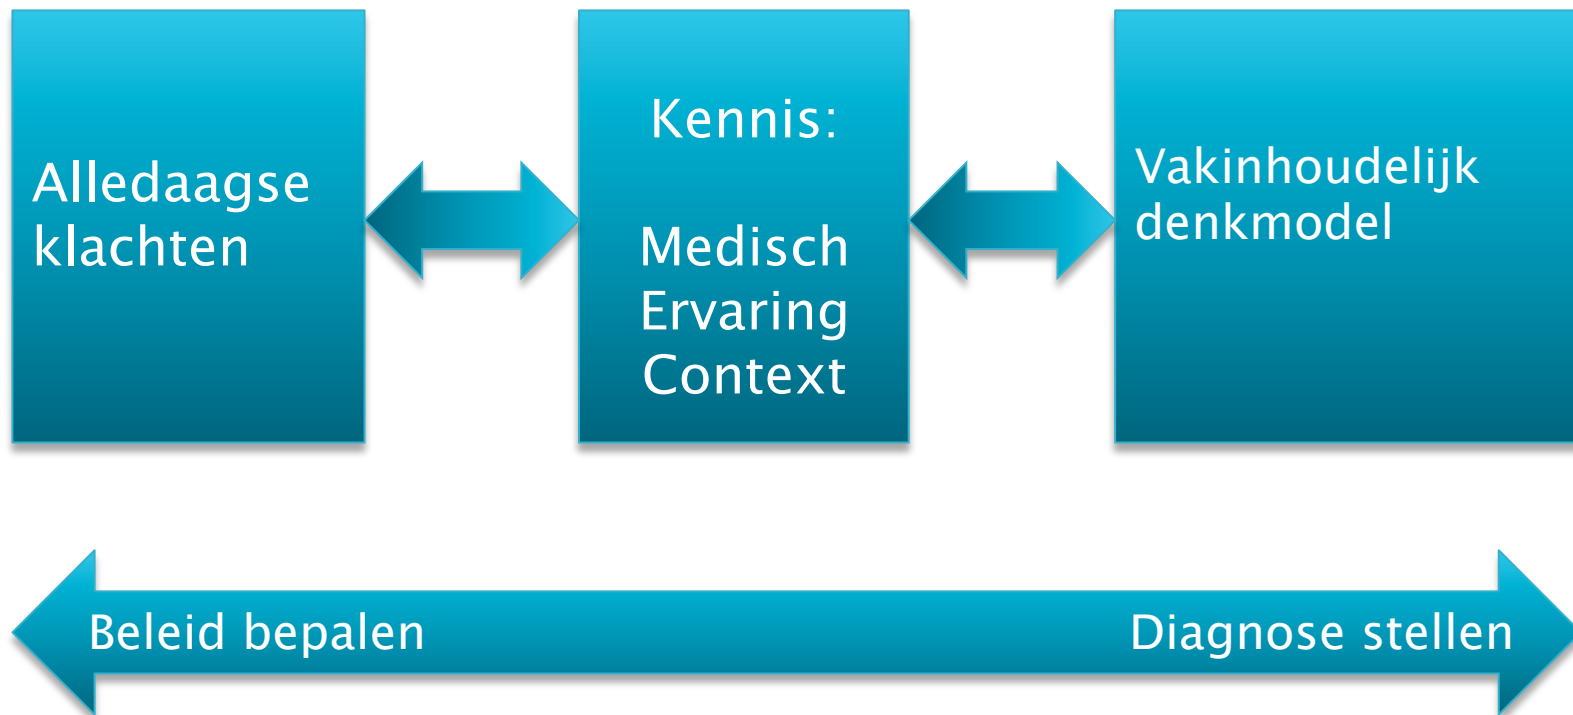 Alledaagse
klachten
Kennis:
Medisch
Ervaring
Context
Vakinhoudelijk
denkmodel
Beleid bepalen
Diagnose stellen